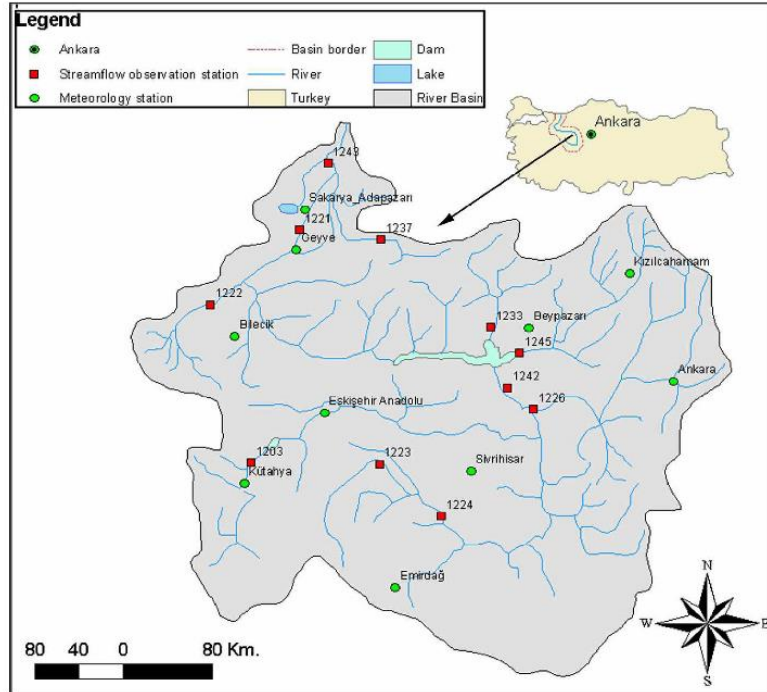 Legend
Ankara
Basin border
Dam
Streamflow observation station
River
Lake
Meteorology station
Turkey
River Basin
Ankara
1243
Sakarya_Adapazarı
1221
1237
Geyve
Kızılcahamam
1222
1233
Beypazarı
Bilecik
1245
1242
Ankara
Eskişehir Anadolu
1226
1203
1223
Sivrihisar
Kütahya
1224
Emirdağ
N
W
E
S
80 40 0 80 Km.